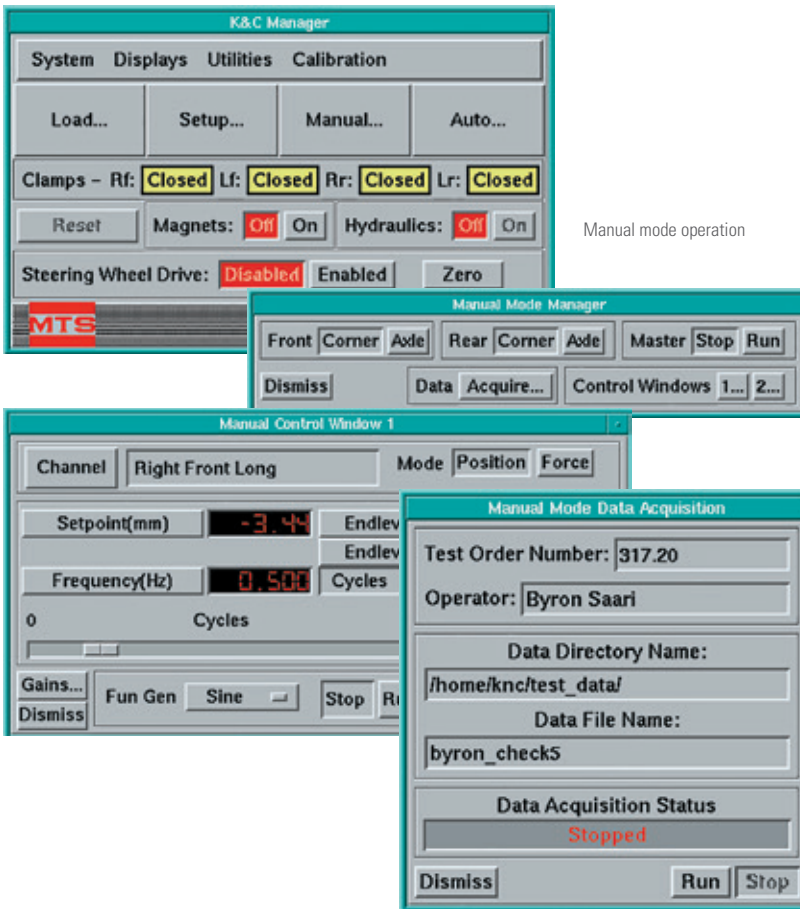 K&C Manager
System Displays Utilities Calibration
Load... Setup... Manual... Auto...
Clamps – Rf: Closed Lf: Closed Rr: Closed Lr: Closed
Reset Magnets: Off On Hydraulics: Off On
Steering Wheel Drive: Disabled Enabled Zero
MTS
Manual mode operation
Manual Mode Manager
Front Corner Axle Rear Corner Axle Master Stop Run
Dismiss Data Acquire... Control Windows 1... 2...
Manual Control Window 1
Channel Right Front Long Mode Position Force
Setpoint(mm) -3.44 Endlev
Endlev
Frequency(Hz) 0.500 Cycles
0 Cycles
Gains...
Dismiss Fun Gen Sine Stop
Manual Mode Data Acquisition
Test Order Number: 317.20
Operator: Byron Saari
Data Directory Name:
/home/knc/test_data/
Data File Name:
byron_check5
Data Acquisition Status
Stopped
Dismiss Run Stop